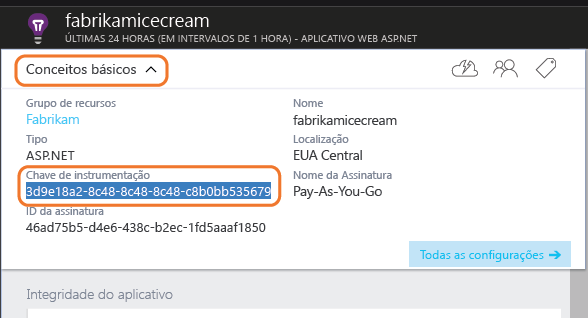 fabrikamicecream
ÚLTIMAS 24 HORAS (EM INTERVALOS DE 1 HORA) - APLICATIVO WEB ASP.NET
Conceitos básicos
Grupo de recursos
Fabrikam
Nome
fabrikamicecream
Tipo
ASP.NET
Localização
EUA Central
Chave de instrumentação
3d9e18a2-8c48-8c48-8c48-c8b0bb535679
Nome da Assinatura
Pay-As-You-Go
ID da assinatura
46ad75b5-d4e6-438c-b2ec-1fd5aaaf1850
Todas as configurações
Integridade do aplicativo